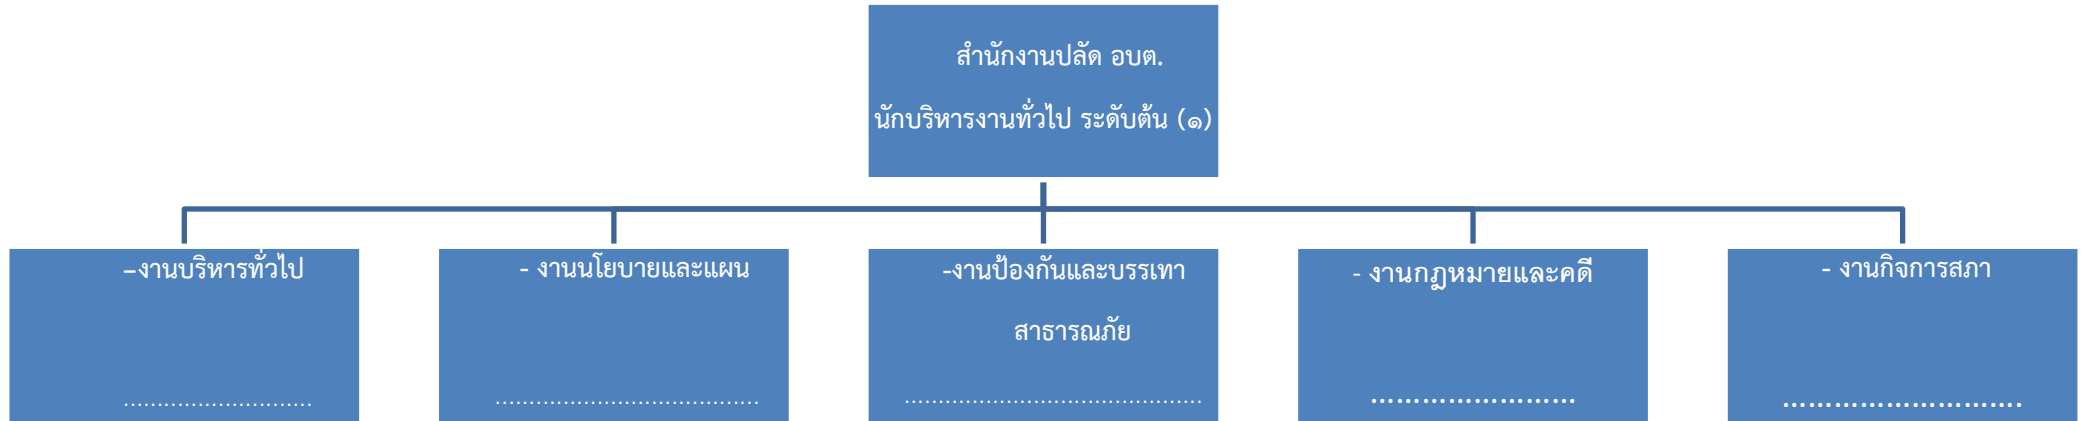 สำนักงานปลัด อบต.
นักบริหารงานทั่วไป ระดับต้น (๑)
–งานบริหารทั่วไป
............................
- งานนโยบายและแผน
.......................................
-งานป้องกันและบรรเทา
สาธารณภัย
............................................
- งานกฎหมายและคดี
........................
- งานกิจการสภา
............................